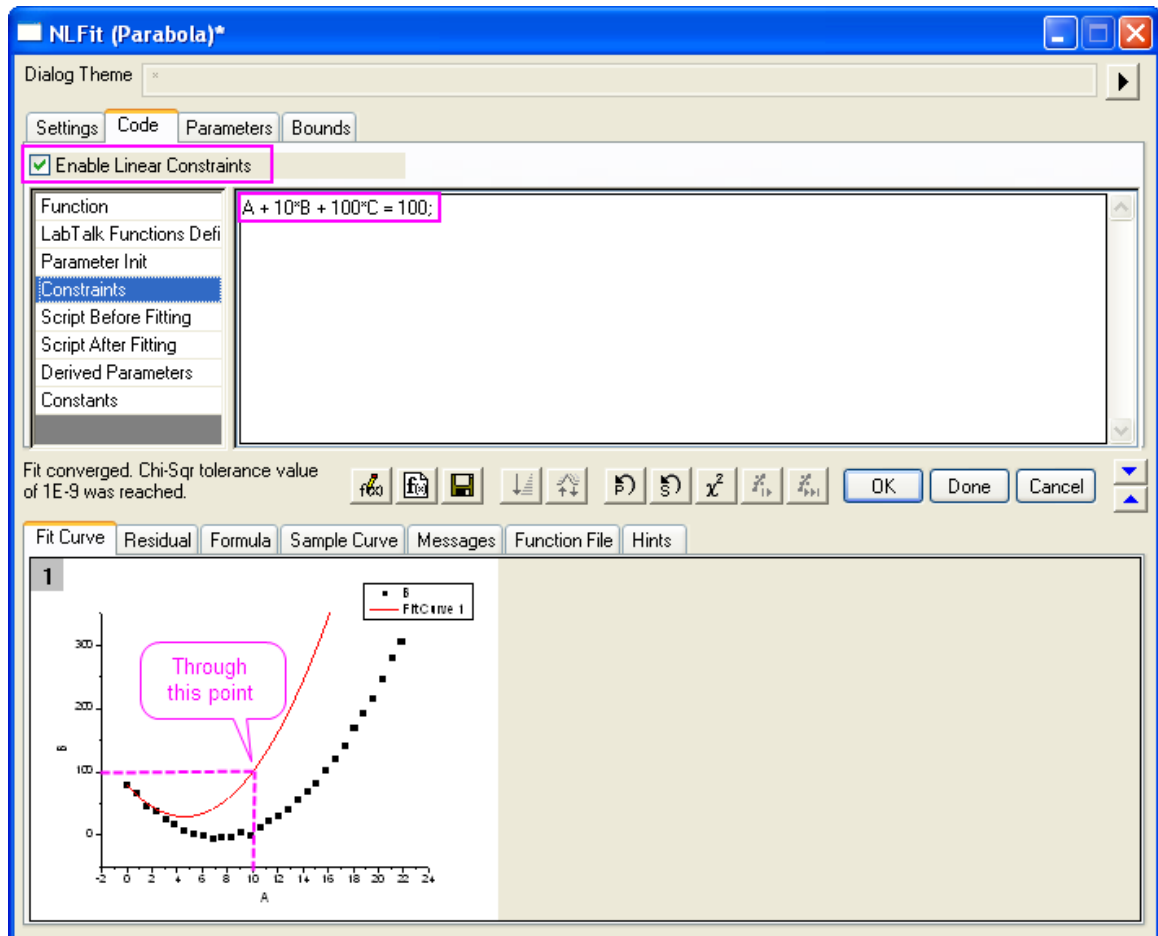 NLFit (Parabola)*
Dialog Theme
*
Settings Code Parameters Bounds
Enable Linear Constraints
Function
LabTalk Functions Defi
Parameter Init
Constraints
Script Before Fitting
Script After Fitting
Derived Parameters
Constants
A + 10*B + 100*C = 100;
Fit converged. Chi-Sqr tolerance value
of 1E-9 was reached.
OK Done Cancel
Fit Curve Residual Formula Sample Curve Messages Function File Hints
1
B
FitCurve 1
300
Through
this point
200
B
100
0
-2 0 2 4 6 8 10 12 14 16 18 20 22 24
A